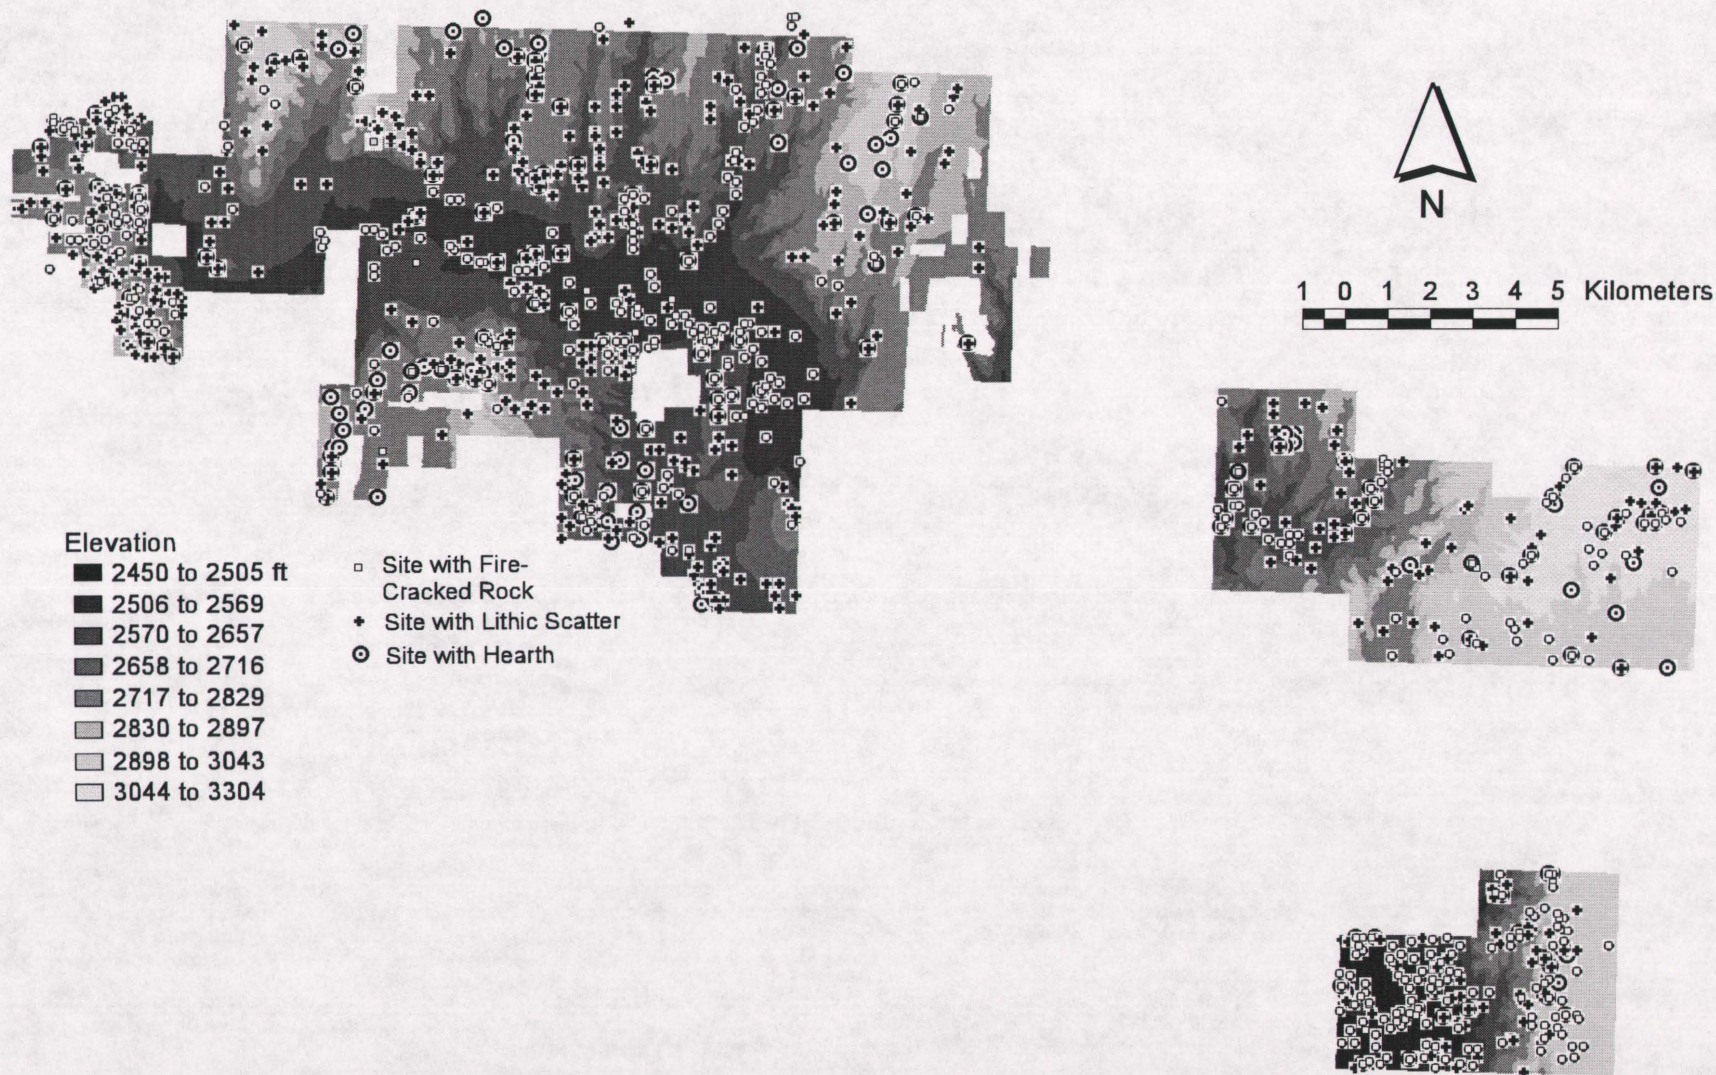 N
1 0 1 2 3 4 5 Kilometers
Elevation
2450 to 2505 ft
2506 to 2569
2570 to 2657
2658 to 2716
2717 to 2829
2830 to 2897
2898 to 3043
3044 to 3304
Site with Fire-
Cracked Rock
Site with Lithic Scatter
Site with Hearth